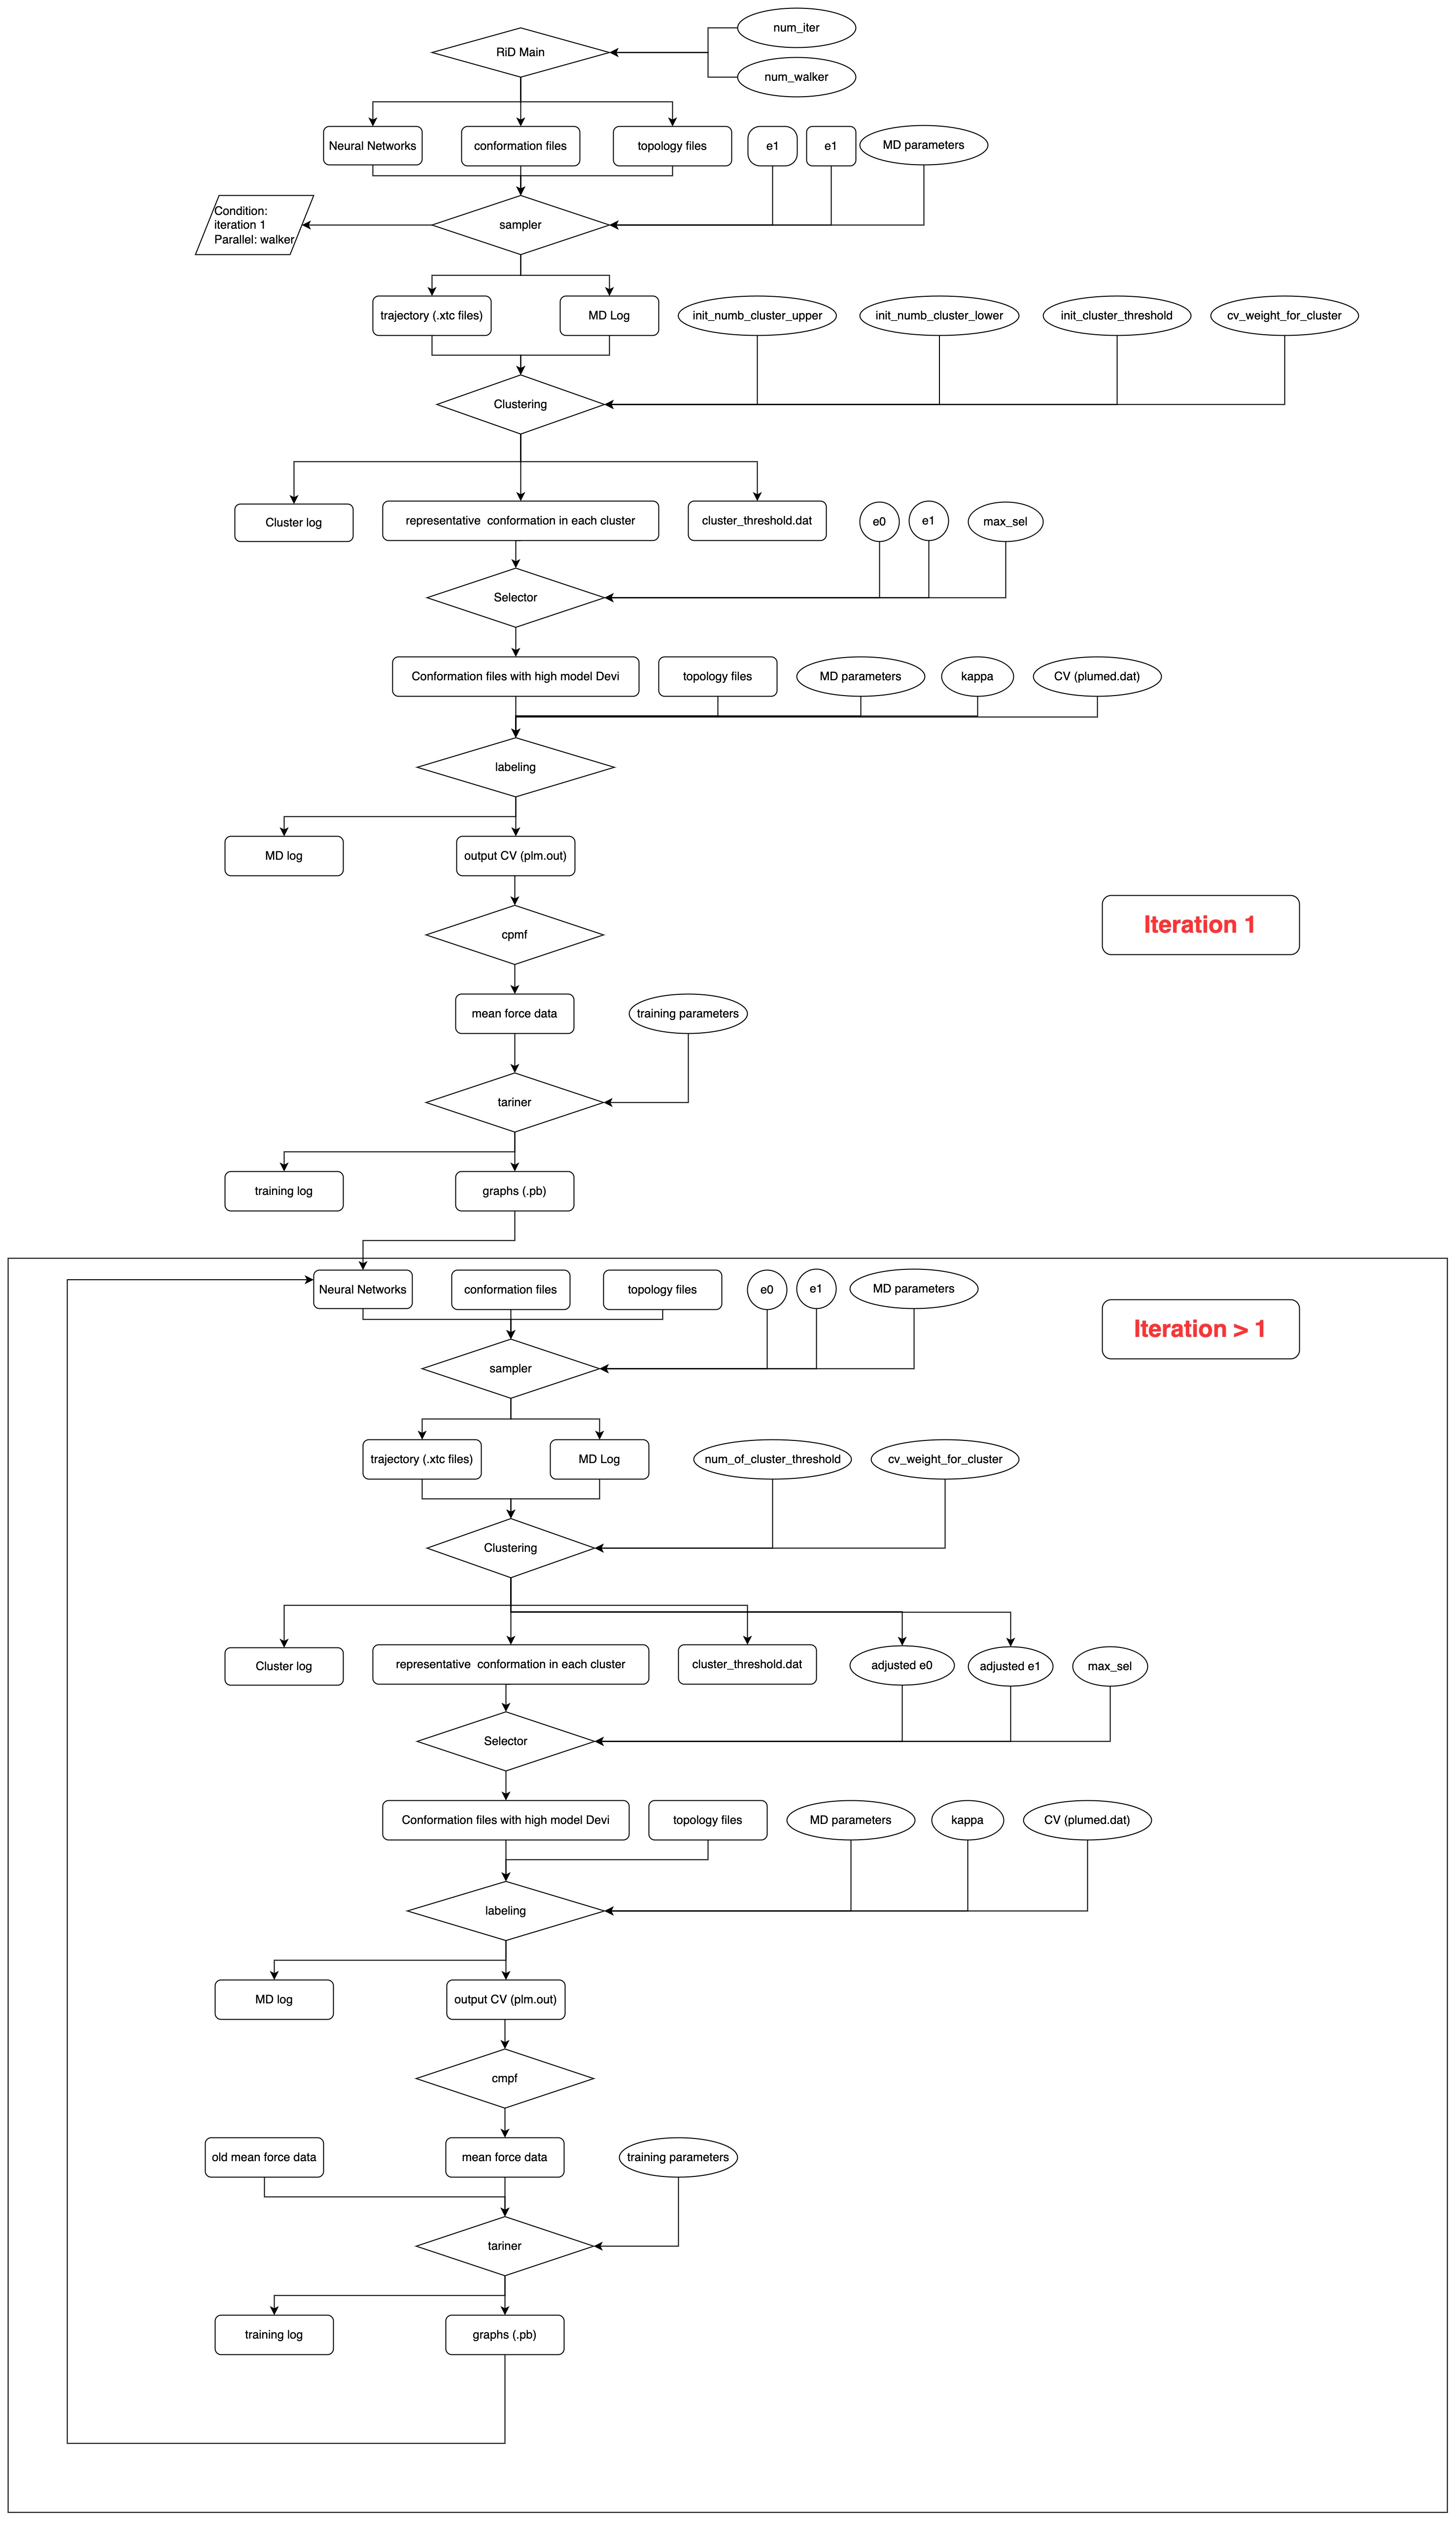 num_iter
RiD Main
num_walker
Neural Networks
conformation files
topology files
e1
e1
MD parameters
Condition:
iteration 1
Parallel: walker
sampler
trajectory (.xtc files)
MD Log
init_numb_cluster_upper
init_numb_cluster_lower
init_cluster_threshold
cv_weight_for_cluster
Clustering
Cluster log
representative  conformation in each cluster
cluster_threshold.dat
e0
e1
max_sel
Selector
Conformation files with high model Devi
topology files
MD parameters
kappa
CV (plumed.dat)
labeling
MD log
output CV (plm.out)
cpmf
Iteration 1
mean force data
training parameters
tariner
training log
graphs (.pb)
Neural Networks
conformation files
topology files
e0
e1
MD parameters
Iteration > 1
sampler
trajectory (.xtc files)
MD Log
num_of_cluster_threshold
cv_weight_for_cluster
Clustering
Cluster log
representative  conformation in each cluster
cluster_threshold.dat
adjusted e0
adjusted e1
max_sel
Selector
Conformation files with high model Devi
topology files
MD parameters
kappa
CV (plumed.dat)
labeling
MD log
output CV (plm.out)
cmpf
old mean force data
mean force data
training parameters
tariner
training log
graphs (.pb)